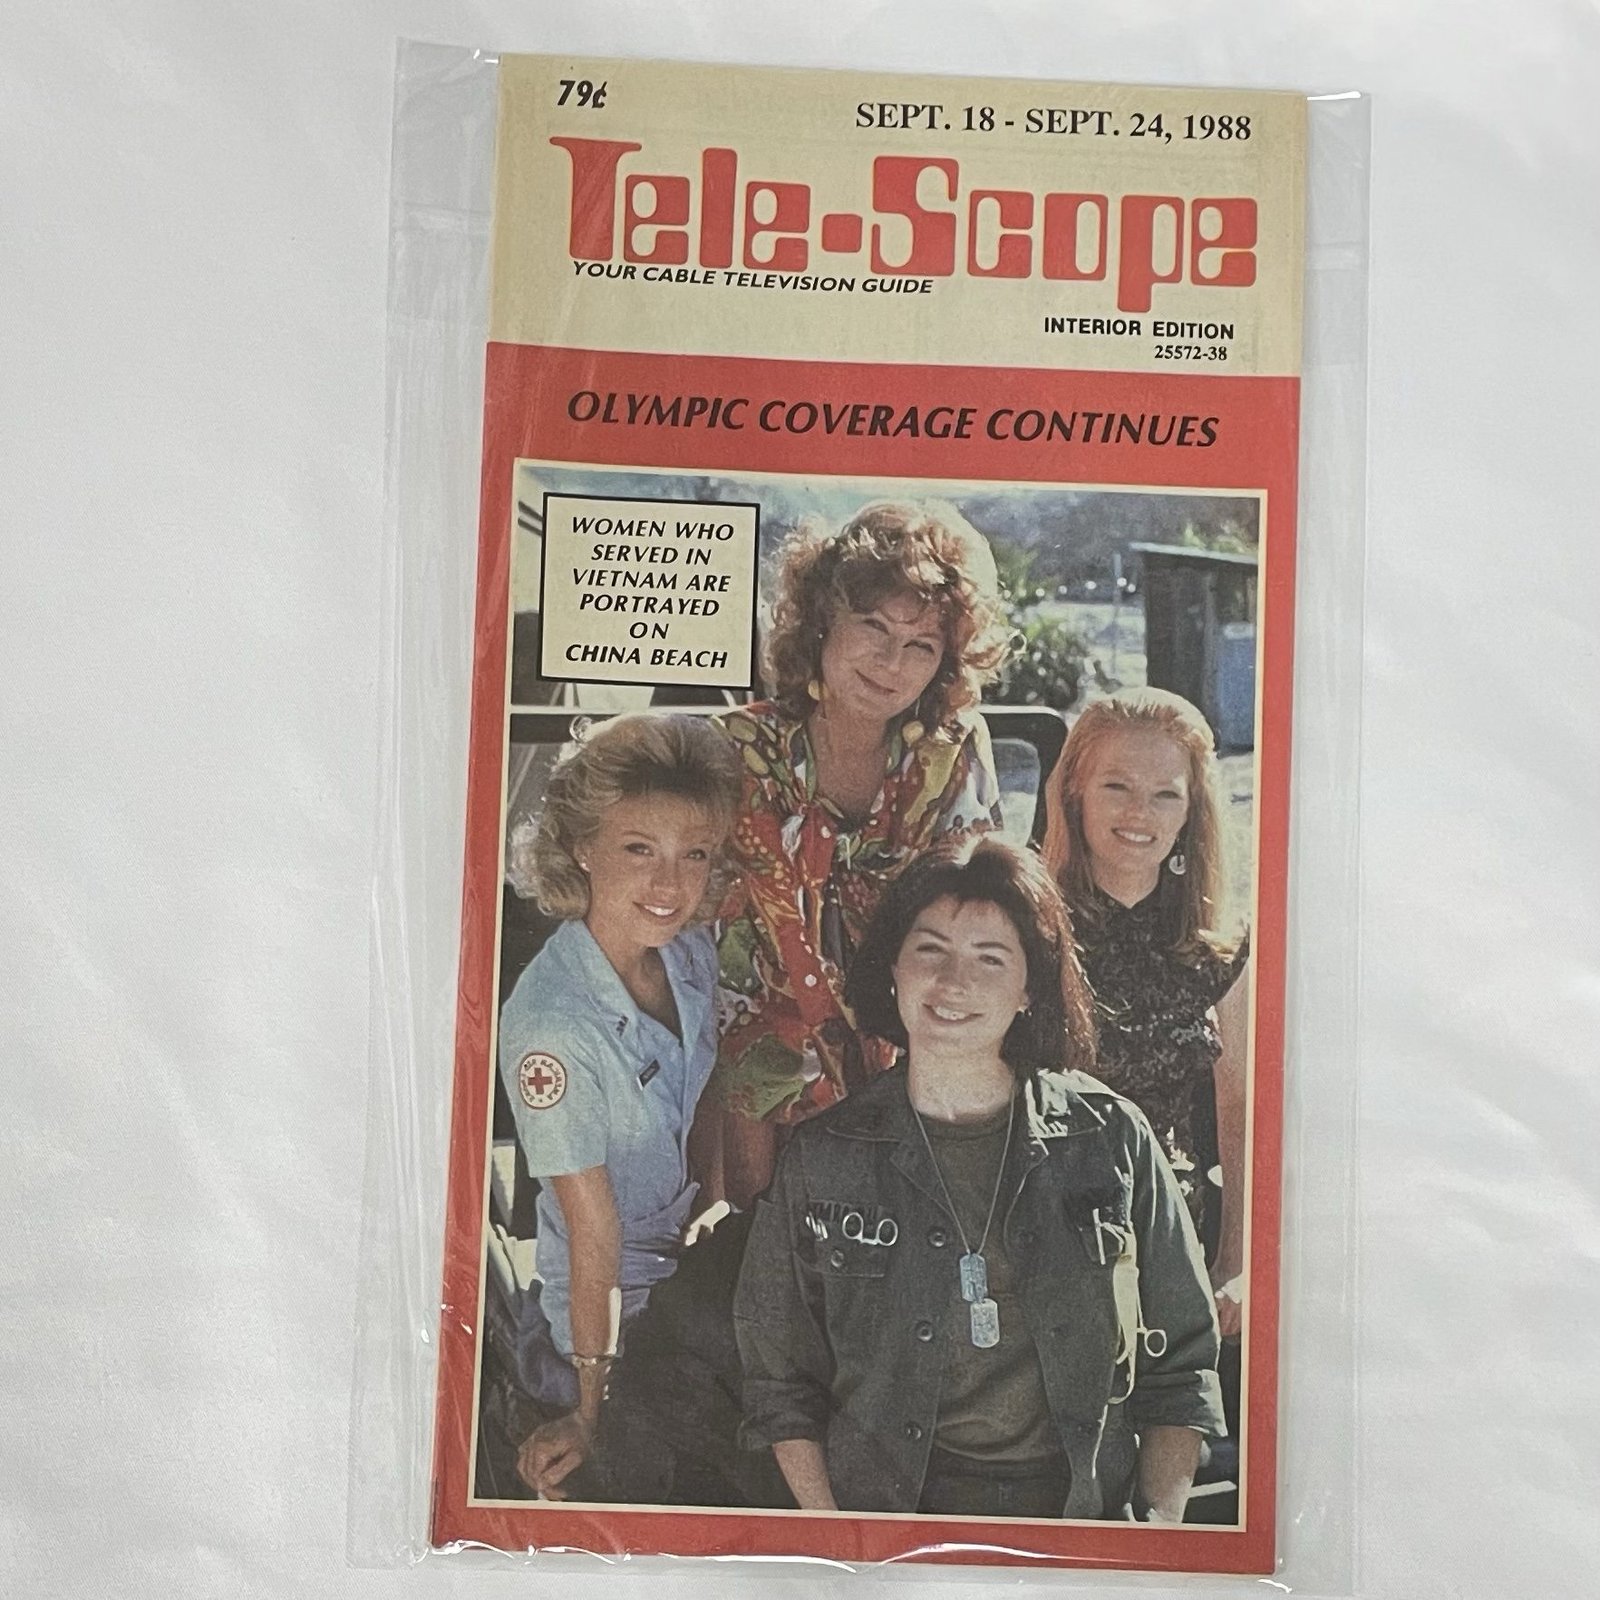 79¢
SEPT. 18 - SEPT. 24, 1988
Tele-Scope
YOUR CABLE TELEVISION GUIDE
INTERIOR EDITION
25572-38
OLYMPIC COVERAGE CONTINUES
WOMEN WHO
SERVED IN
VIETNAM ARE
PORTRAYED
ON
CHINA BEACH